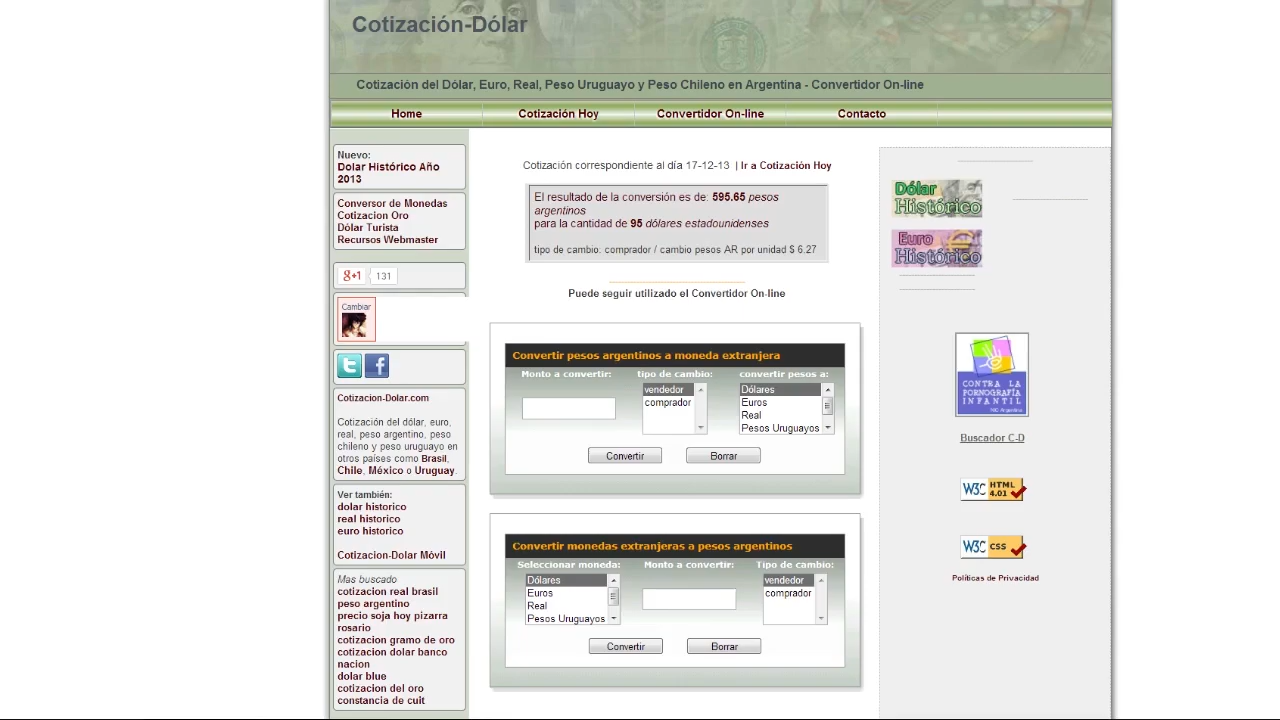 Cotización-Dólar
Cotización del Dólar, Euro, Real, Peso Uruguayo y Peso Chileno en Argentina - Convertidor On-line
Home
Cotización Hoy
Convertidor On-line
Contacto
Nuevo:
Dolar Histórico Año
2013
Conversor de Monedas
Cotizacion Oro
Dólar Turista
Recursos Webmaster
g+1
131
Cambiar
Cotizacion-Dolar.com
Cotización del dólar, euro,
real, peso argentino, peso
chileno y peso uruguayo en
otros países como Brasil,
Chile, México o Uruguay.
Ver también:
dolar historico
real historico
euro historico
Cotizacion-Dolar Móvil
Mas buscado
cotizacion real brasil
peso argentino
precio soja hoy pizarra
rosario
cotizacion gramo de oro
cotizacion dolar banco
nacion
dolar blue
cotizacion del oro
constancia de cuit
Cotización correspondiente al día 17-12-13 | Ir a Cotización Hoy
El resultado de la conversión es de: 595.65 pesos
argentinos
para la cantidad de 95 dólares estadounidenses
tipo de cambio: comprador / cambio pesos AR por unidad $ 6.27
Puede seguir utilizado el Convertidor On-line
Convertir pesos argentinos a moneda extranjera
Monto a convertir: tipo de cambio: convertir pesos a:
vendedor
comprador
Dólares
Euros
Real
Pesos Uruguayos
Convertir
Borrar
Convertir monedas extranjeras a pesos argentinos
Seleccionar moneda: Monto a convertir: Tipo de cambio:
Dólares
Euros
Real
Pesos Uruguayos
vendedor
comprador
Convertir
Borrar
Dólar
Histórico
Euro
Histórico
CONTRA LA
PORNOGRAFIA
INFANTIL
NIC Argentina
Buscador C-D
W3C HTML 4.01
W3C CSS
Políticas de Privacidad